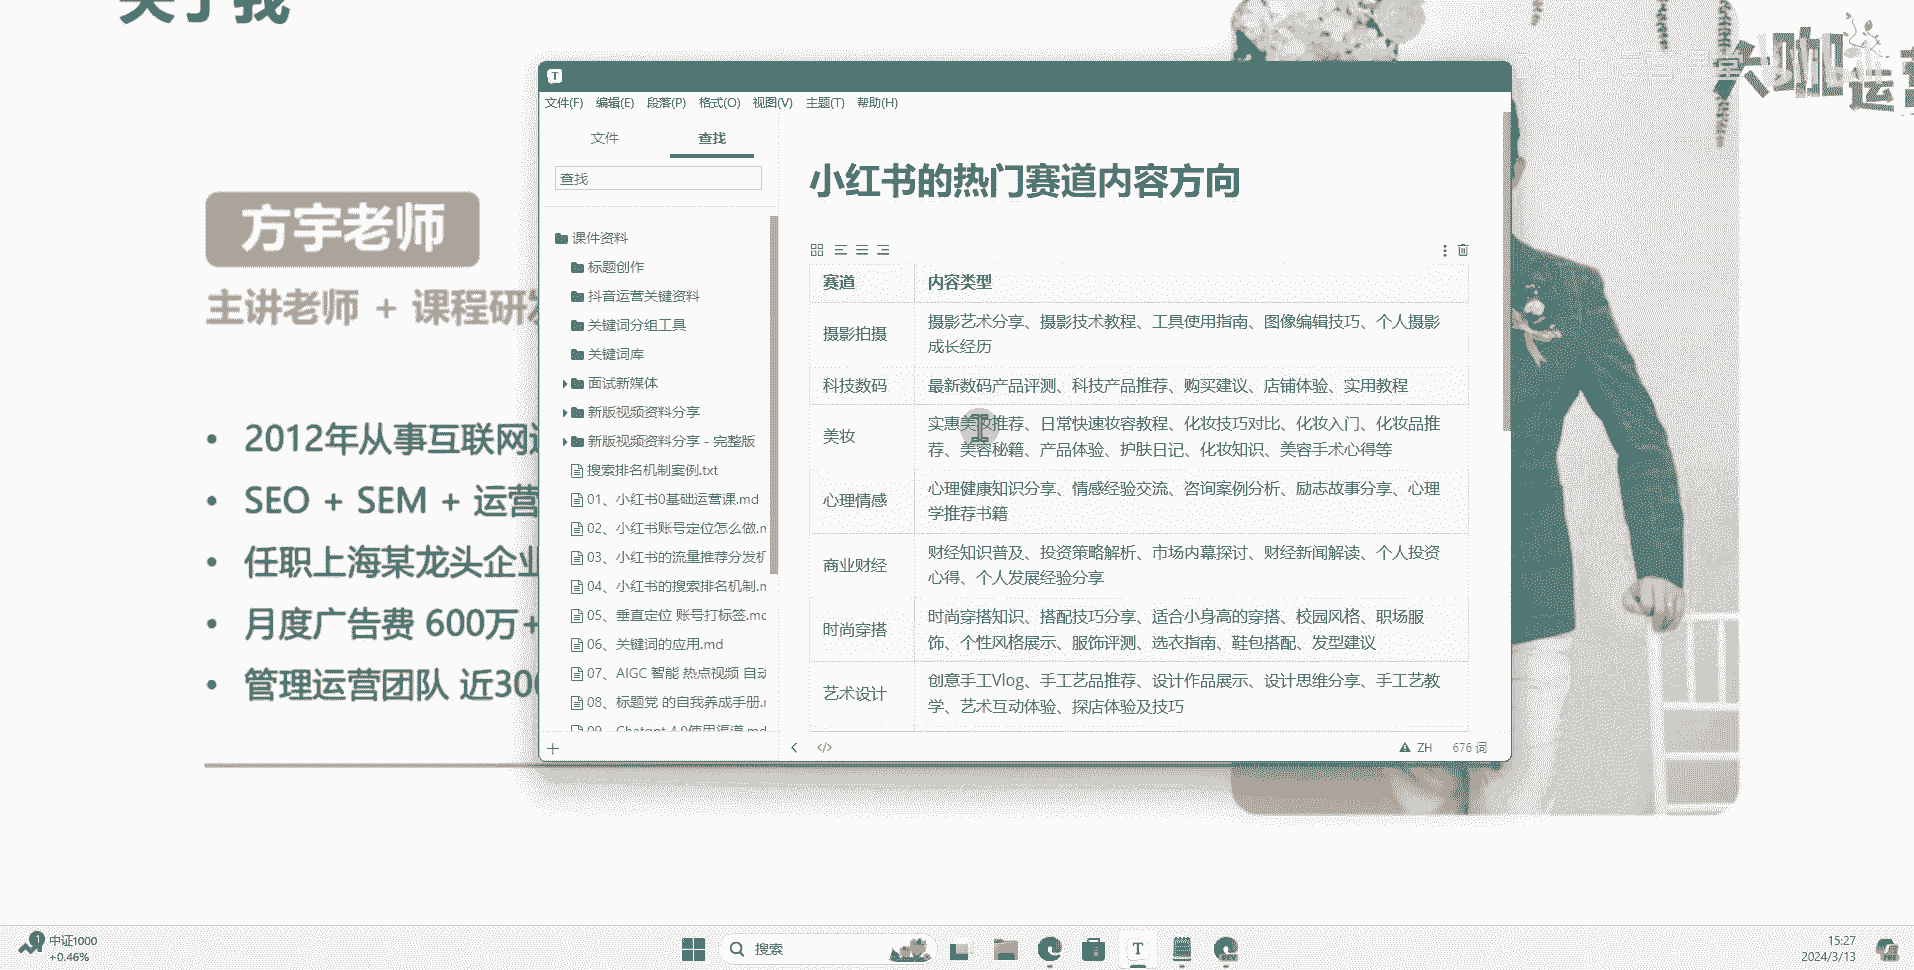 关于我
方宇老师
主讲老师 + 课程研发
2012年从事互联网
SEO + SEM + 运营
任职上海某龙头企业
月度广告费 600万+
管理运营团队 近300
大咖运营
文件(F) 编辑(E) 段落(P) 格式(O) 视图(V) 主题(T) 帮助(H)
文件 查找
查找
课件资料
标题创作
抖音运营关键资料
关键词分组工具
关键词库
面试新媒体
新版视频资料分享
新版视频资料分享 - 完整版
搜索排名机制案例.txt
01、小红书0基础运营课.md
02、小红书账号定位怎么做.m
03、小红书的流量推荐分发机
04、小红书的搜索排名机制.m
05、垂直定位 账号打标签.mc
06、关键词的应用.md
07、AIGC 智能 热点视频 自动
08、标题党 的自我养成手册.r
09、Chatgpt 4.0使用渠道.md
小红书的热门赛道内容方向
赛道 内容类型
摄影拍摄 摄影艺术分享、摄影技术教程、工具使用指南、图像编辑技巧、个人摄影
成长经历
科技数码 最新数码产品评测、科技产品推荐、购买建议、店铺体验、实用教程
美妆 实惠美妆推荐、日常快速妆容教程、化妆技巧对比、化妆入门、化妆品推
荐、美容秘籍、产品体验、护肤日记、化妆知识、美容手术心得等
心理情感 心理健康知识分享、情感经验交流、咨询案例分析、励志故事分享、心理
学推荐书籍
商业财经 财经知识普及、投资策略解析、市场内幕探讨、财经新闻解读、个人投资
心得、个人发展经验分享
时尚穿搭 时尚穿搭知识、搭配技巧分享、适合小身高的穿搭、校园风格、职场服
饰、个性风格展示、服饰评测、选衣指南、鞋包搭配、发型建议
艺术设计 创意手工Vlog、手工艺品推荐、设计作品展示、设计思维分享、手工艺教
学、艺术互动体验、探店体验及技巧
ZH 676 词
中证1000
+0.46%
搜索
15:27
2024/3/13